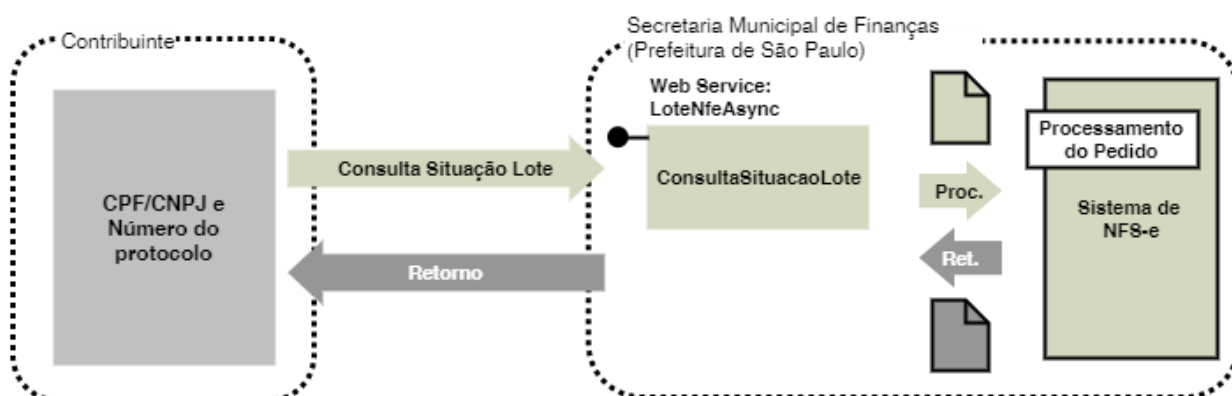 Contribuinte
CPF/CNPJ e
Número do
protocolo
Consulta Situação Lote
Retorno
Secretaria Municipal de Finanças
(Prefeitura de São Paulo)
Web Service:
LoteNfeAsync
ConsultaSituacaoLote
Proc.
Ret.
Processamento
do Pedido
Sistema de
NFS-e